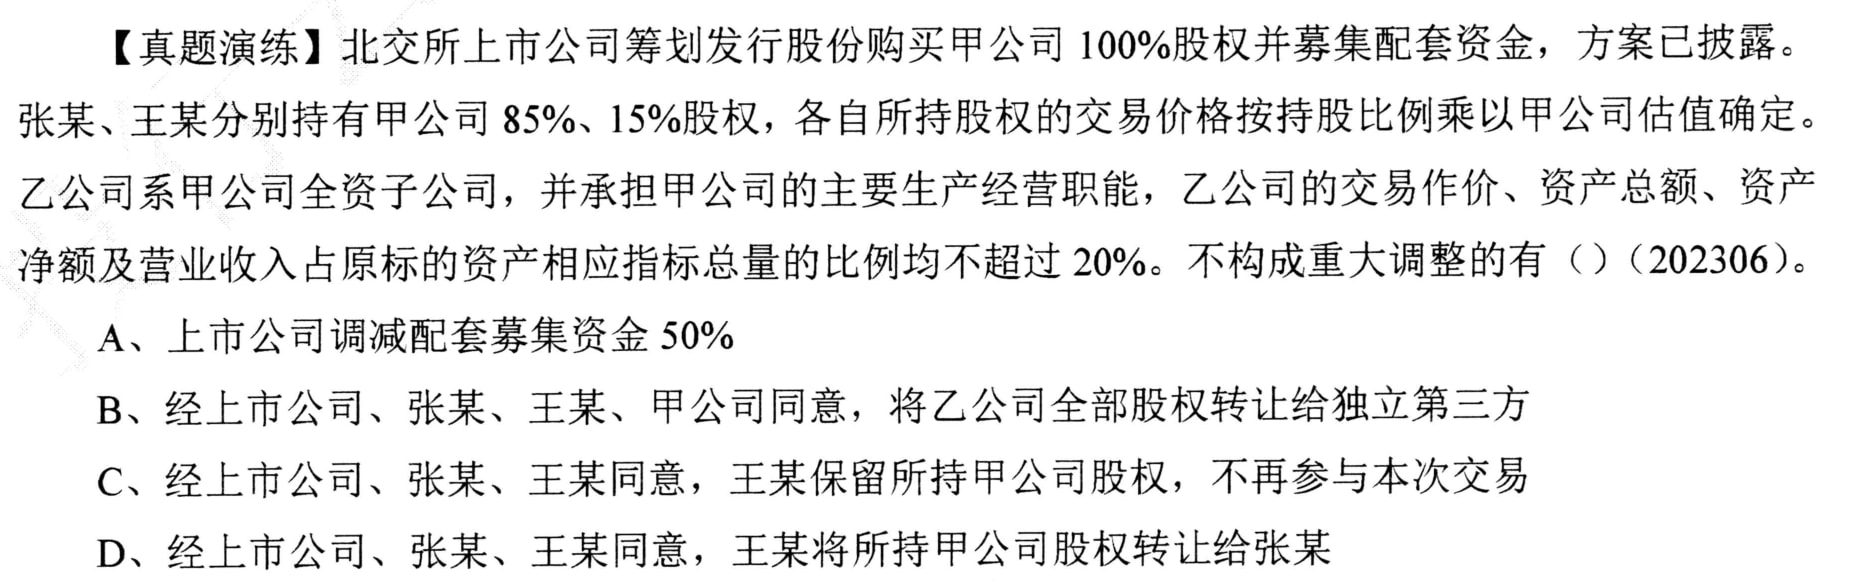 【真题演练】北交所上市公司筹划发行股份购买甲公司 100%股权并募集配套资金，方案已披露。
张某、王某分别持有甲公司 85%、15%股权，各自所持股权的交易价格按持股比例乘以甲公司估值确定。
乙公司系甲公司全资子公司，并承担甲公司的主要生产经营职能，乙公司的交易作价、资产总额、资产
净额及营业收入占原标的资产相应指标总量的比例均不超过 20%。不构成重大调整的有（）（202306）。
A、上市公司调减配套募集资金 50%
B、经上市公司、张某、王某、甲公司同意，将乙公司全部股权转让给独立第三方
C、经上市公司、张某、王某同意，王某保留所持甲公司股权，不再参与本次交易
D、经上市公司、张某、王某同意，王某将所持甲公司股权转让给张某